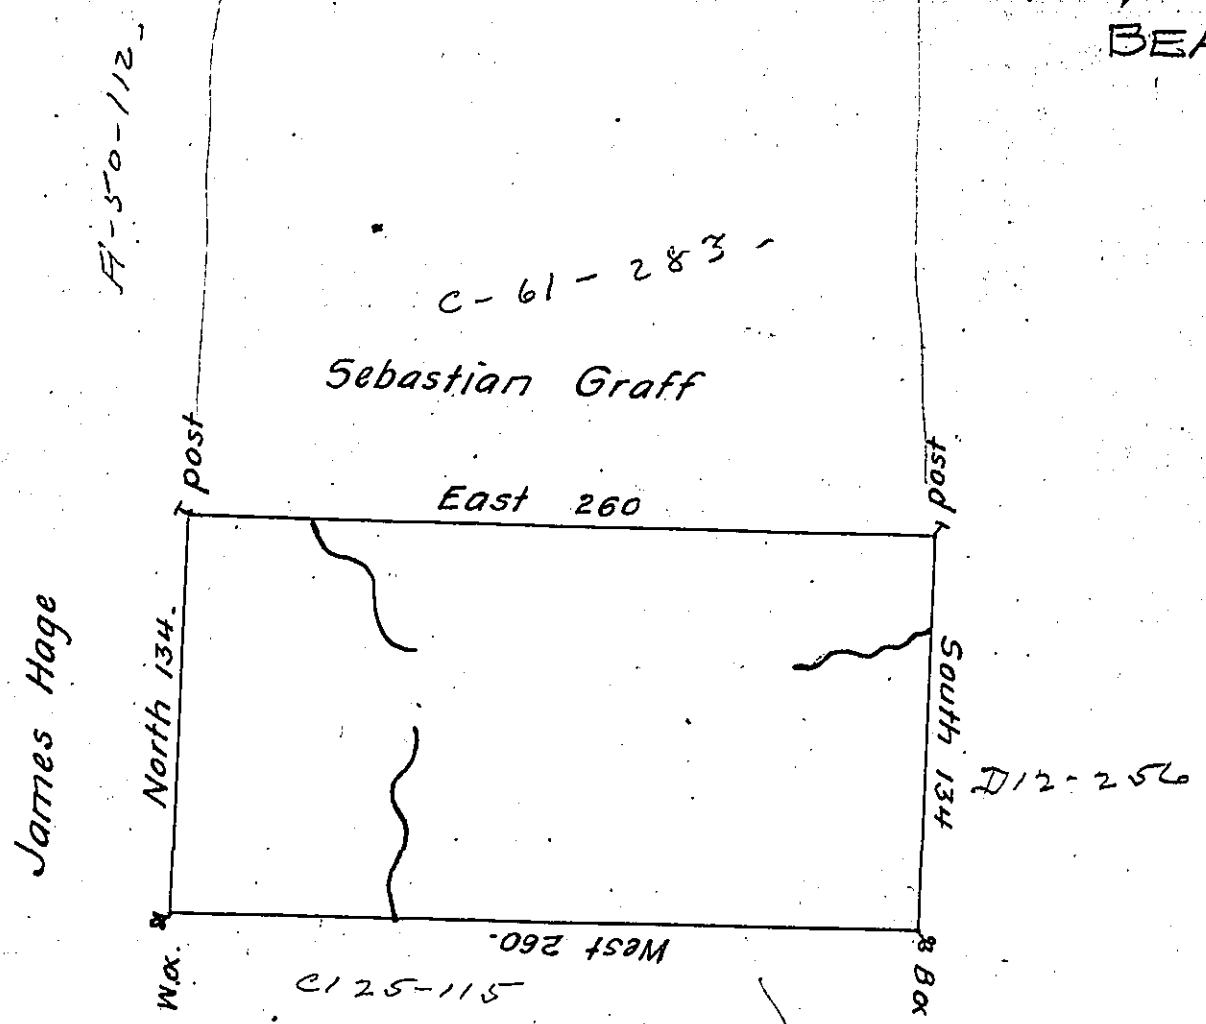 BEA
A-50-112
C-61-283-
Sebastian Graff
post
post
East 260
James Hage
North 134.
South 134
D12-256
West 260.
W.o.
C125-115
B o